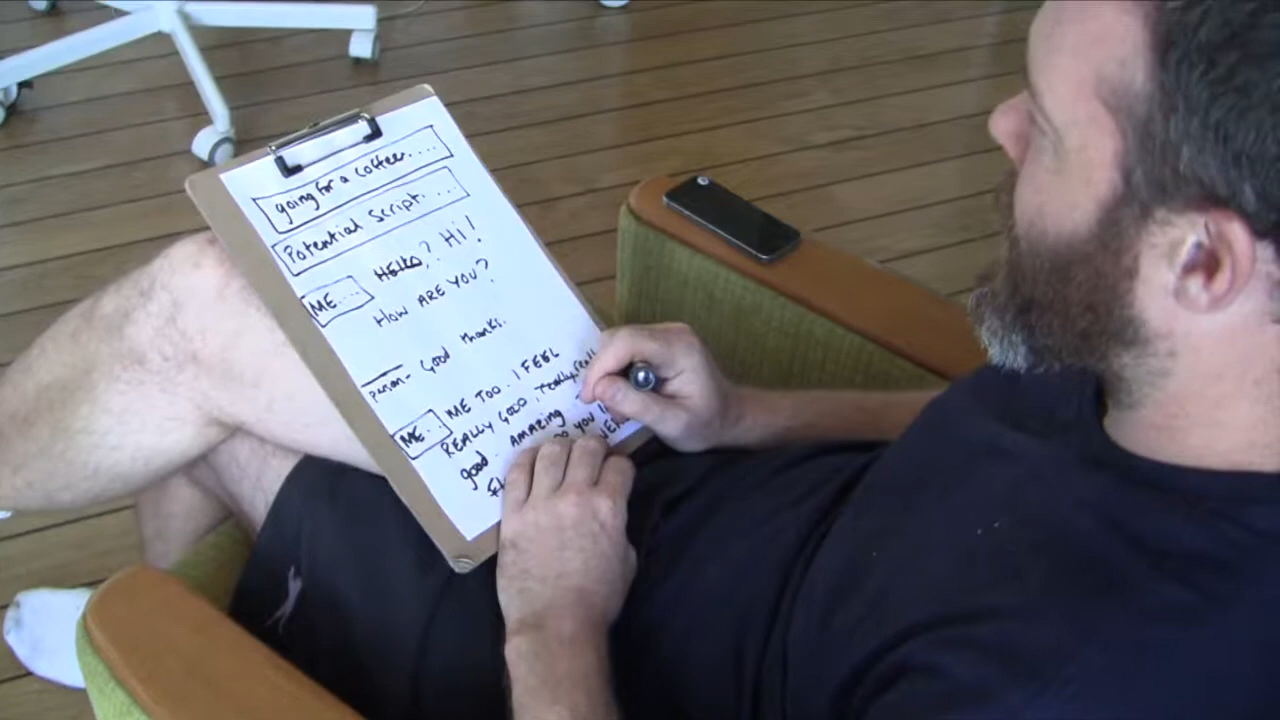 going for a coffee....
Potential Script....
ME.... HELLO?? Hi!
HOW ARE YOU?
person- Good thanks.
ME. ME TOO. I FEEL
REALLY GOOD, really, really
good. AMAZING
YOU